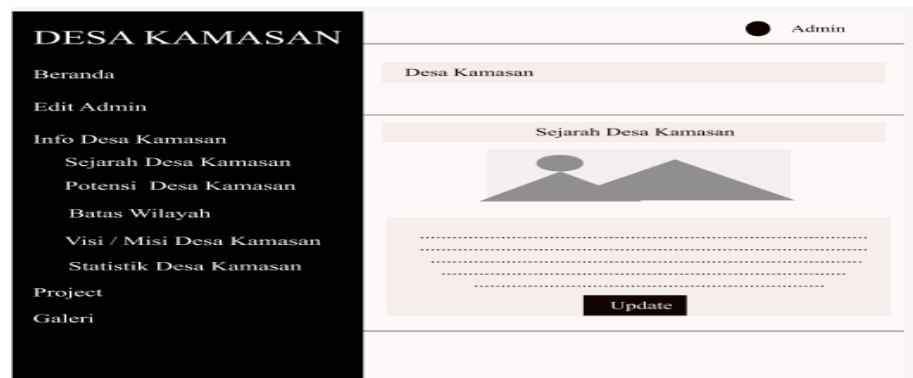 DESA KAMASAN
Beranda
Edit Admin
Info Desa Kamasan
Sejarah Desa Kamasan
Potensi Desa Kamasan
Batas Wilayah
Visi / Misi Desa Kamasan
Statistik Desa Kamasan
Project
Galeri
Admin
Desa Kamasan
Sejarah Desa Kamasan
Update